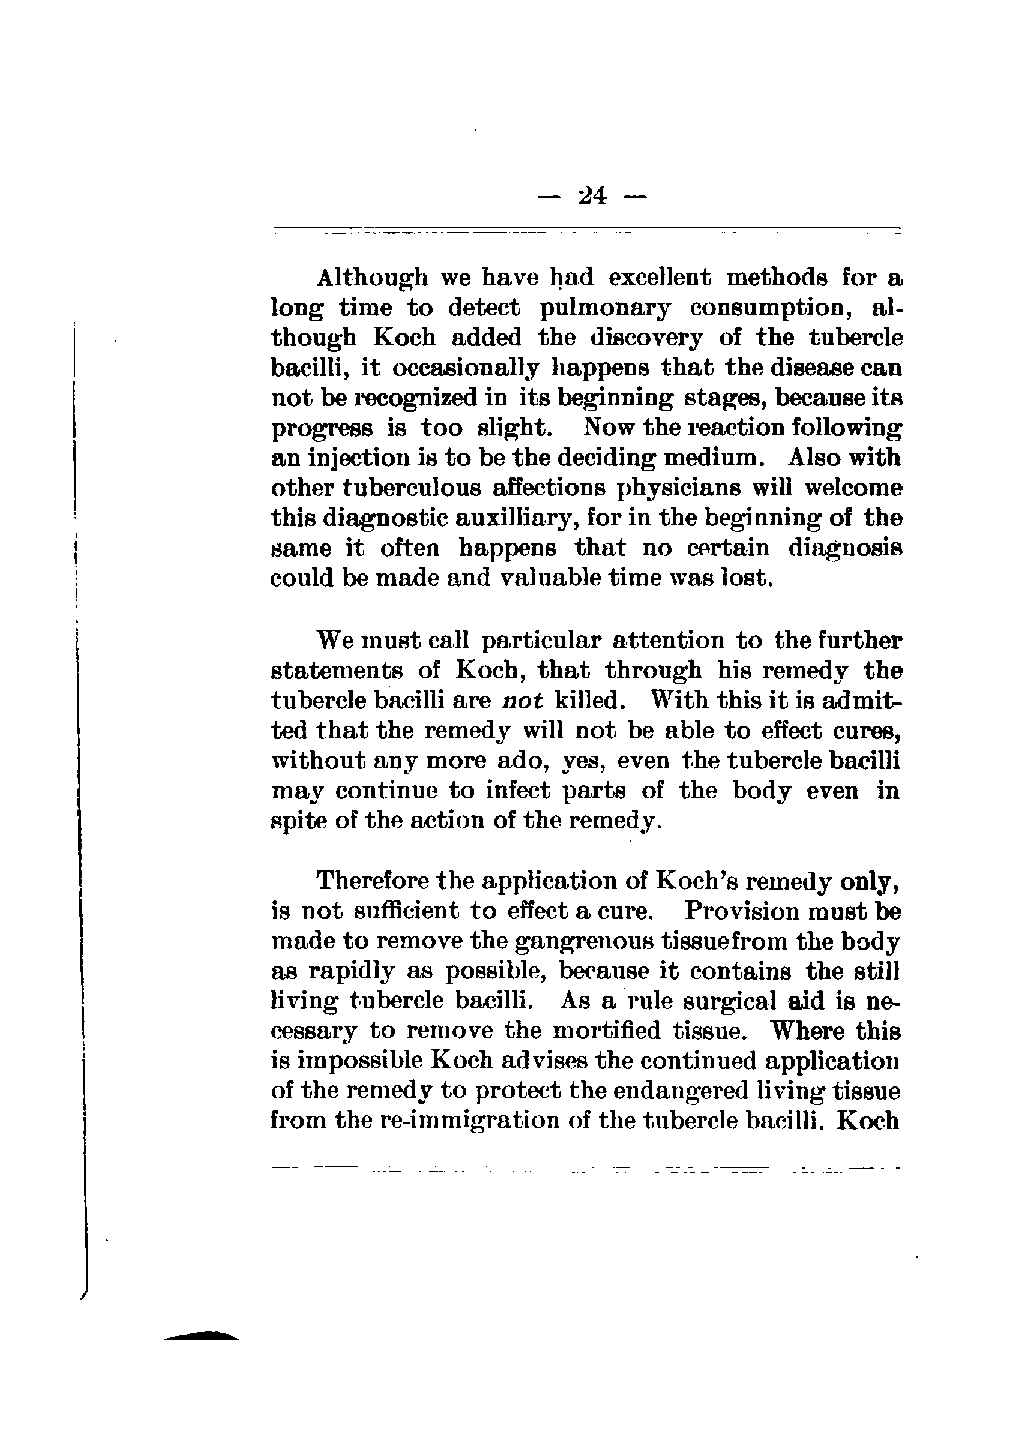 — 24 —
Although we have had excellent methods for a
long time to detect pulmonary consumption, al-
though Koch added the discovery of the tubercle
bacilli, it occasionally happens that the disease can
not be recognized in its beginning stages, because its
progress is too slight. Now the reaction following
an injection is to be the deciding medium. Also with
other tuberculous affections physicians will welcome
this diagnostic auxilliary, for in the beginning of the
same it often happens that no certain diagnosis
could be made and valuable time was lost.
We must call particular attention to the further
statements of Koch, that through his remedy the
tubercle bacilli are not killed. With this it is admit-
ted that the remedy will not be able to effect cures,
without any more ado, yes, even the tubercle bacilli
may continue to infect parts of the body even in
spite of the action of the remedy.
Therefore the application of Koch's remedy only,
is not sufficient to effect a cure. Provision must be
made to remove the gangrenous tissuefrom the body
as rapidly as possible, because it contains the still
living tubercle bacilli. As a rule surgical aid is ne-
cessary to remove the mortified tissue. Where this
is impossible Koch advises the continued application
of the remedy to protect the endangered living tissue
from the re-immigration of the tubercle bacilli. Koch